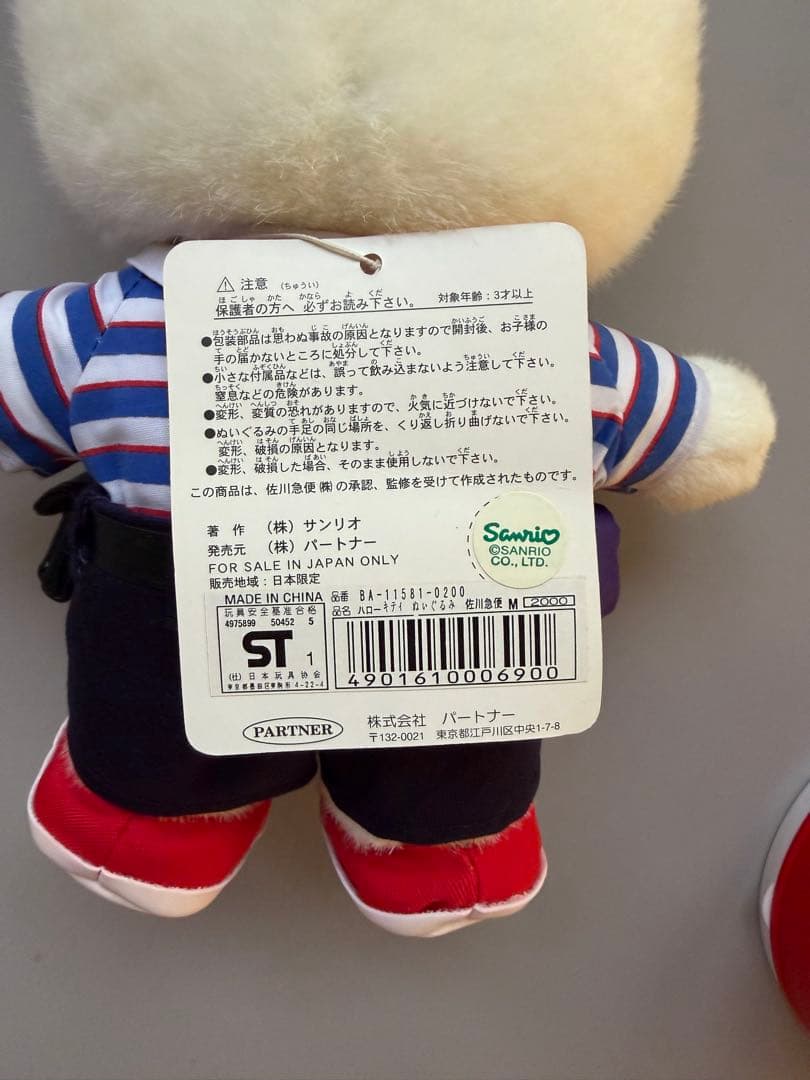 ⚠ 注意 (ちゅうい)
保護者の方へ 必ずお読み下さい。 対象年齢：3才以上
●包装部品は思わぬ事故の原因となりますので開封後、お子様の
手の届かないところに処分して下さい。
●小さな付属品などは、誤って飲み込まないよう注意して下さい。
窒息などの危険があります。
●変形、変質の恐れがありますので、火気に近づけないで下さい。
●ぬいぐるみの手足の同じ場所を、くり返し折り曲げないで下さい。
変形、破損の原因となります。
●変形、破損した場合、そのまま使用しないで下さい。
この商品は、佐川急便(株)の承認、監修を受けて作成されたものです。
著作 (株) サンリオ
発売元 (株) パートナー
FOR SALE IN JAPAN ONLY
販売地域：日本限定
Sanrio
©SANRIO
CO., LTD.
MADE IN CHINA
品番 BA-11581-0200
品名 ハローキティ ぬいぐるみ 佐川急便 M 2000
玩具安全基準合格
4975899 50452 5
ST 1
(社) 日本玩具協会
東京都墨田区東駒形 4-22-4
4901610006900
PARTNER
株式会社 パートナー
〒132-0021 東京都江戸川区中央1-7-8